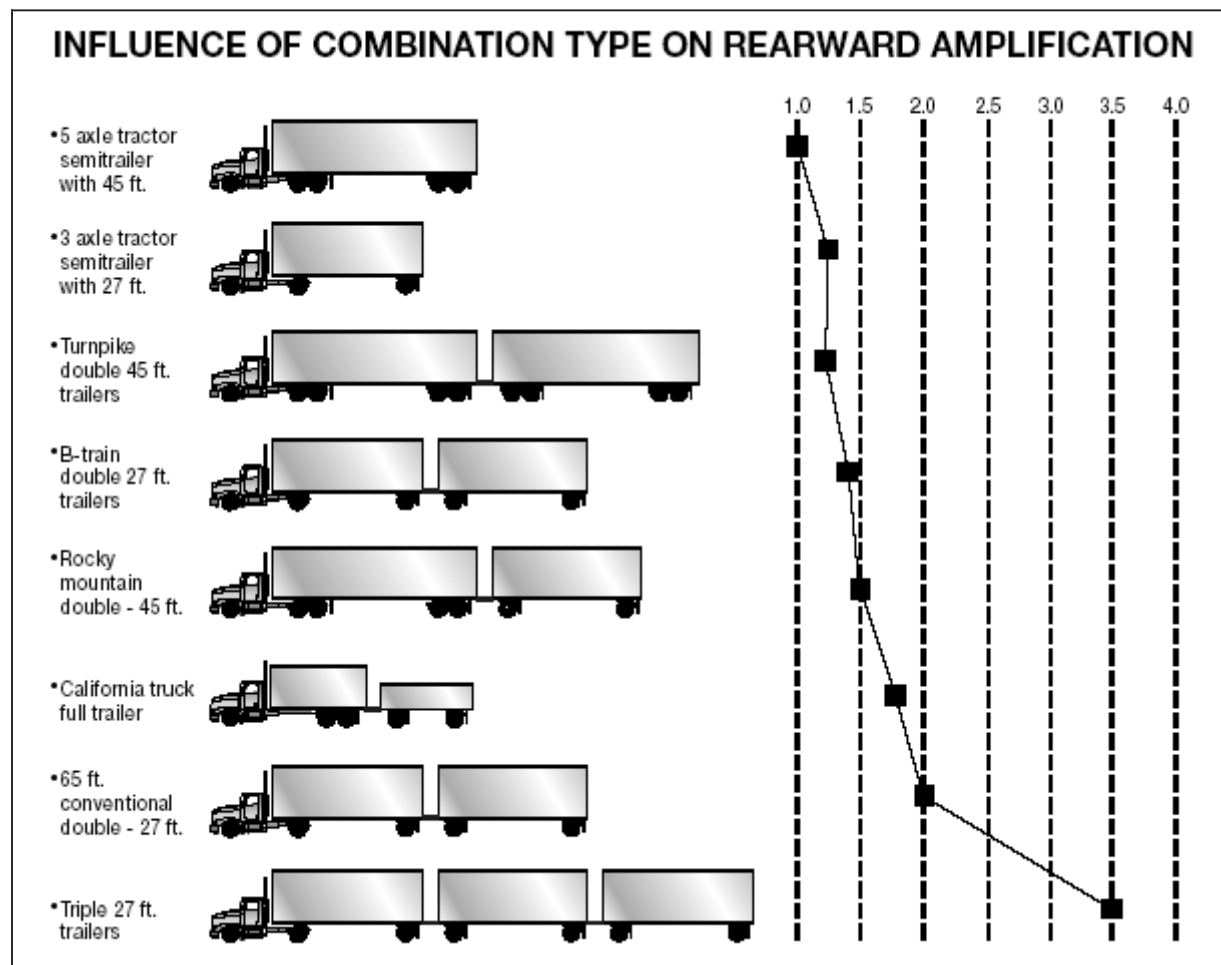 INFLUENCE OF COMBINATION TYPE ON REARWARD AMPLIFICATION
1.0 1.5 2.0 2.5 3.0 3.5 4.0
•5 axle tractor
semitrailer
with 45 ft.
•3 axle tractor
semitrailer
with 27 ft.
•Turnpike
double 45 ft.
trailers
•B-train
double 27 ft.
trailers
•Rocky
mountain
double - 45 ft.
•California truck
full trailer
•65 ft.
conventional
double - 27 ft.
•Triple 27 ft.
trailers